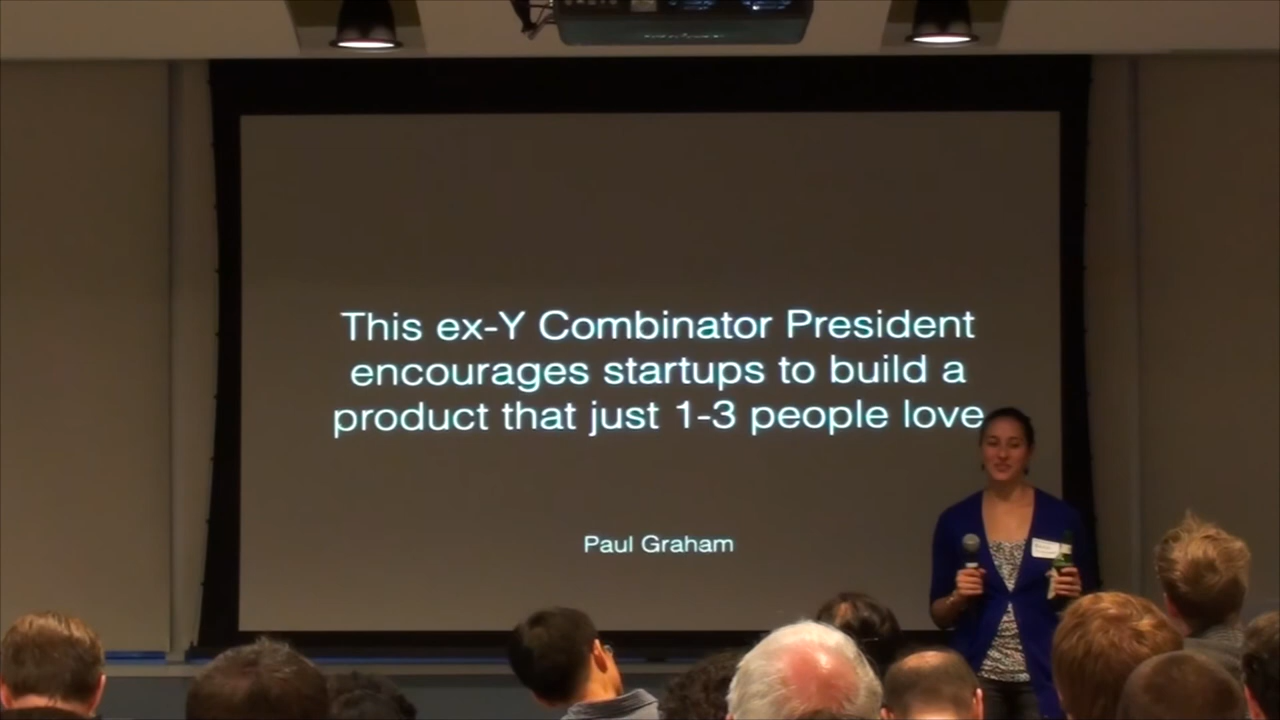 This ex-Y Combinator President
encourages startups to build a
product that just 1-3 people love
Paul Graham